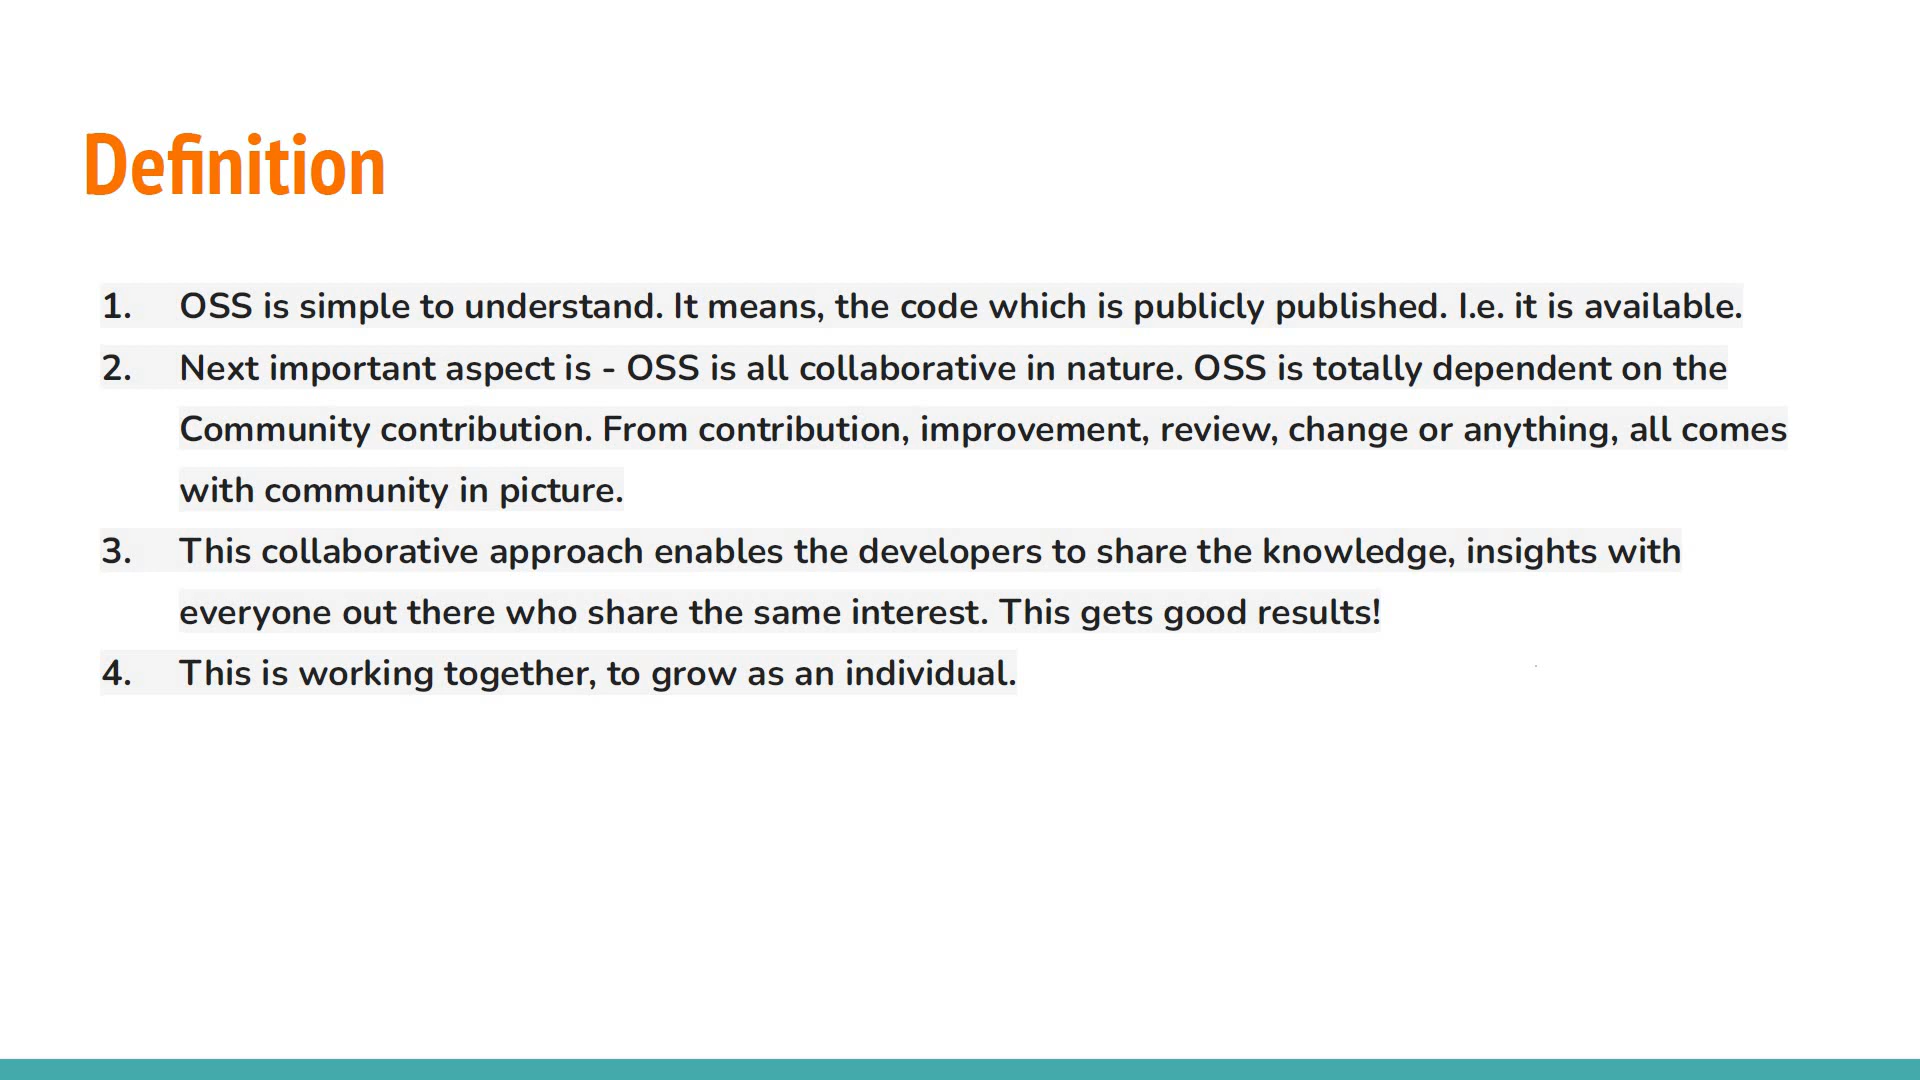 Definition
1. OSS is simple to understand. It means, the code which is publicly published. I.e. it is available.
2. Next important aspect is - OSS is all collaborative in nature. OSS is totally dependent on the
Community contribution. From contribution, improvement, review, change or anything, all comes
with community in picture.
3. This collaborative approach enables the developers to share the knowledge, insights with
everyone out there who share the same interest. This gets good results!
4. This is working together, to grow as an individual.